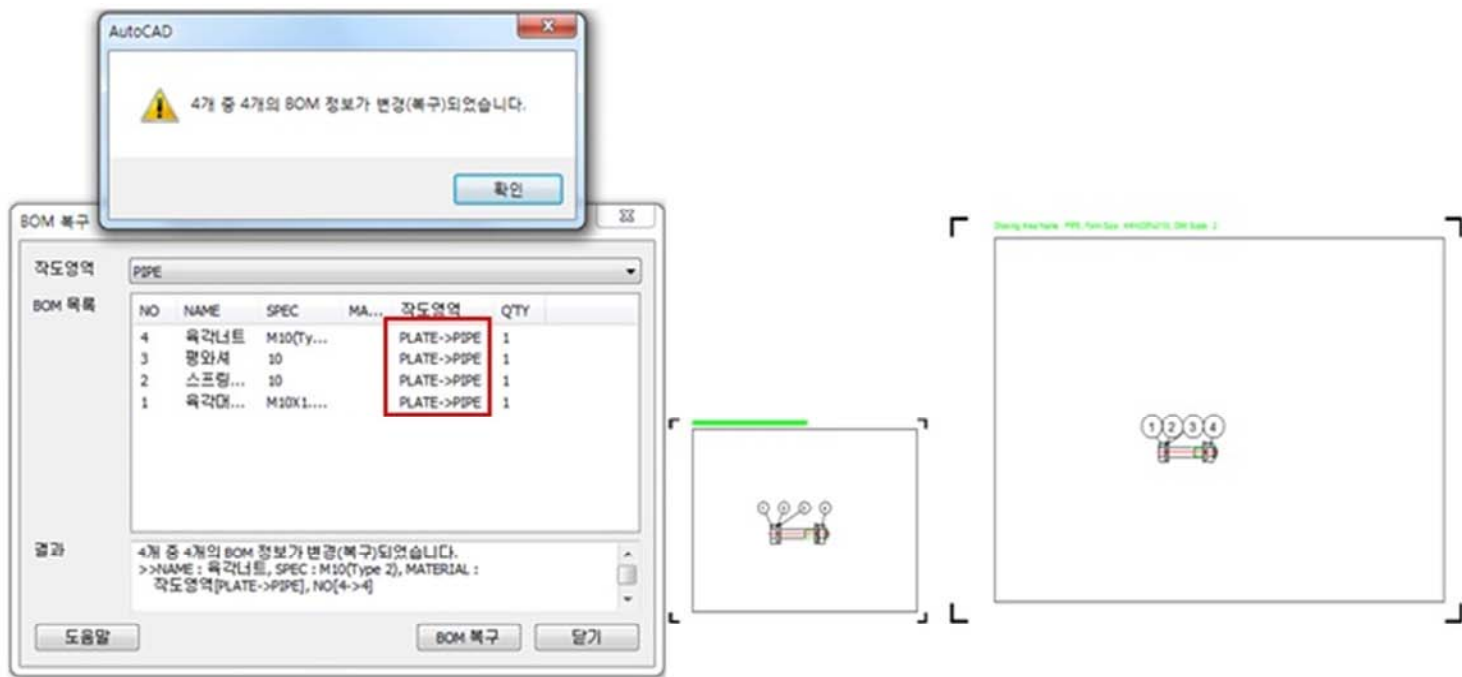 AutoCAD
4개 중 4개의 BOM 정보가 변경(복구)되었습니다.
확인
BOM 복구
작도영역 PIPE
BOM 목록
NO NAME SPEC MA... 작도영역 Q'TY
4 육각너트 M10(Ty... PLATE->PIPE 1
3 평와셔 10 PLATE->PIPE 1
2 스프링... 10 PLATE->PIPE 1
1 육각머... M10X1.... PLATE->PIPE 1
결과
4개 중 4개의 BOM 정보가 변경(복구)되었습니다.
>>NAME : 육각너트, SPEC : M10(Type 2), MATERIAL :
작도영역[PLATE->PIPE], NO[4->4]
도움말 BOM 복구 닫기
1 2 3 4